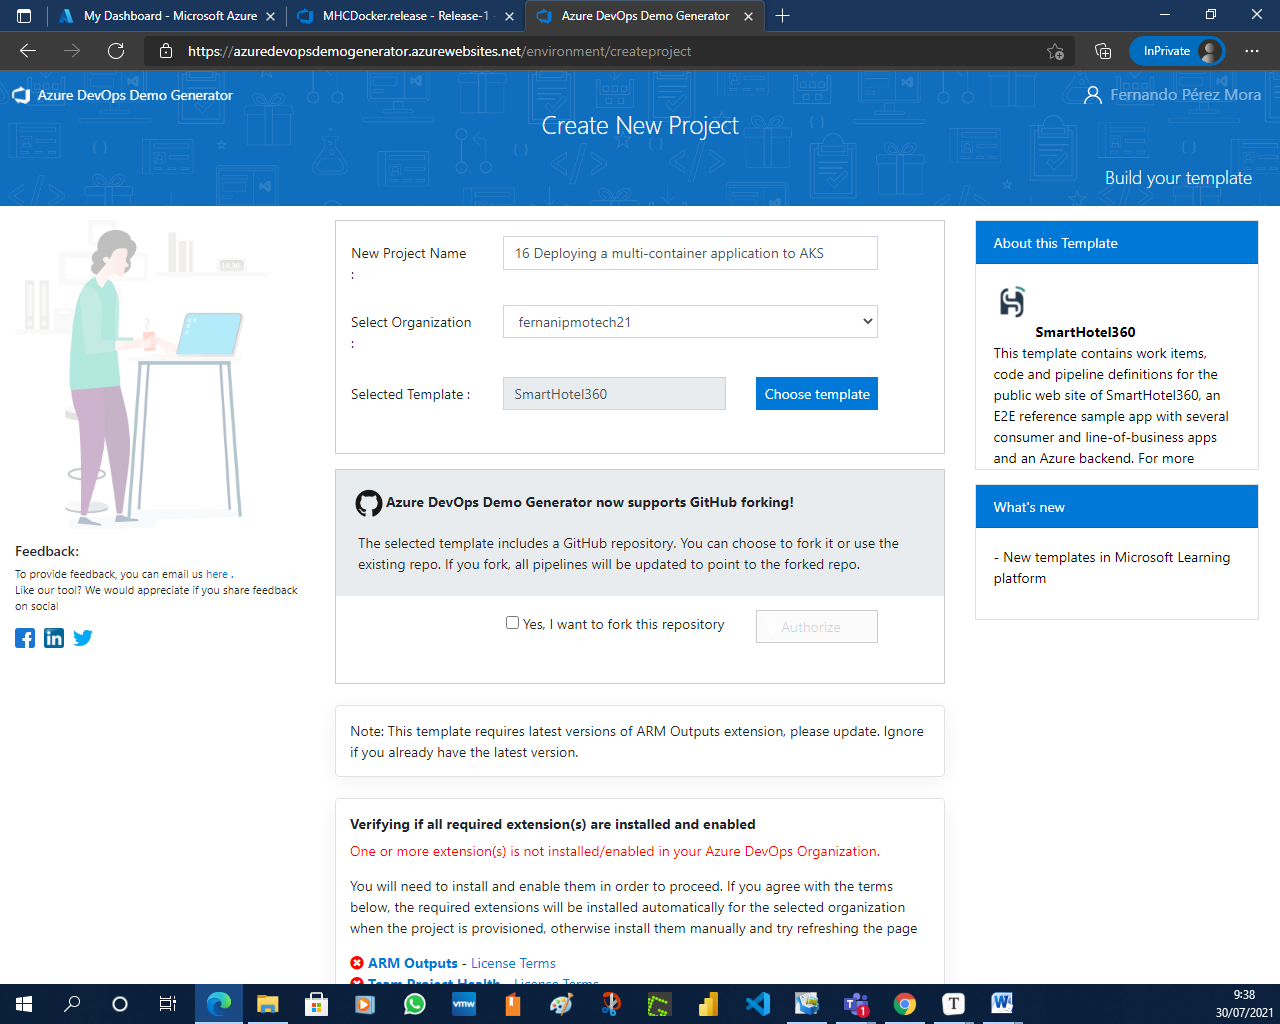 My Dashboard - Microsoft Azure
MHCDocker.release - Release-1 -
Azure DevOps Demo Generator
https://azuredevopsdemogenerator.azurewebsites.net/environment/createproject
InPrivate
Azure DevOps Demo Generator
Fernando Pérez Mora
Create New Project
Build your template
New Project Name
:
16 Deploying a multi-container application to AKS
Select Organization
:
fernanipmotech21
Selected Template :
SmartHotel360
Choose template
Azure DevOps Demo Generator now supports GitHub forking!
The selected template includes a GitHub repository. You can choose to fork it or use the
existing repo. If you fork, all pipelines will be updated to point to the forked repo.
Yes, I want to fork this repository
Authorize
Note: This template requires latest versions of ARM Outputs extension, please update. Ignore
if you already have the latest version.
Verifying if all required extension(s) are installed and enabled
One or more extension(s) is not installed/enabled in your Azure DevOps Organization.
You will need to install and enable them in order to proceed. If you agree with the terms
below, the required extensions will be installed automatically for the selected organization
when the project is provisioned, otherwise install them manually and try refreshing the page
ARM Outputs - License Terms
Team Project Health - License Terms
Feedback:
To provide feedback, you can email us here .
Like our tool? We would appreciate if you share feedback
on social
About this Template
SmartHotel360
This template contains work items,
code and pipeline definitions for the
public web site of SmartHotel360, an
E2E reference sample app with several
consumer and line-of-business apps
and an Azure backend. For more
What's new
- New templates in Microsoft Learning
platform
vmw
1
T
W
9:38
30/07/2021